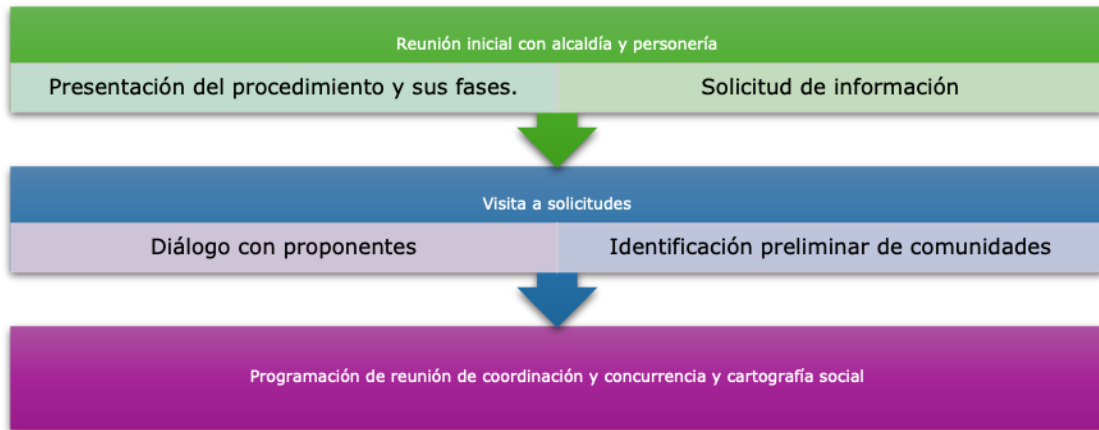 Reunión inicial con alcaldía y personería
Presentación del procedimiento y sus fases.
Solicitud de información
Visita a solicitudes
Diálogo con proponentes
Identificación preliminar de comunidades
Programación de reunión de coordinación y concurrencia y cartografía social